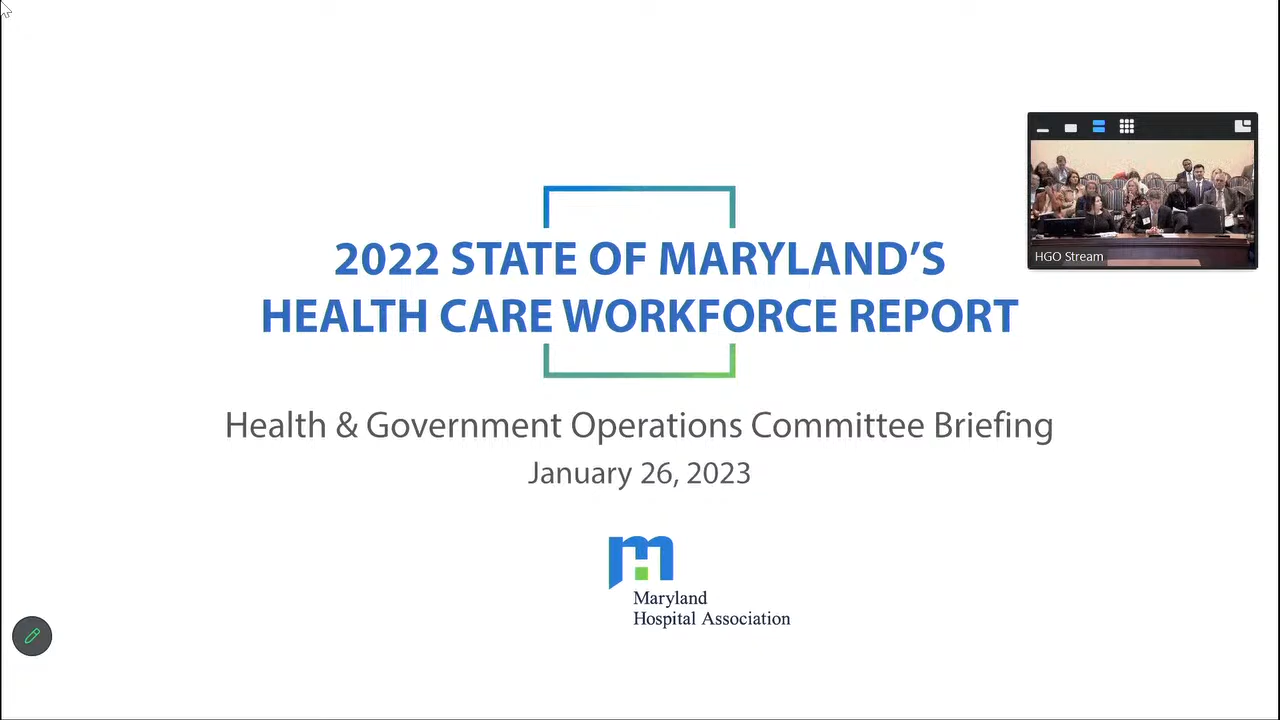 2022 STATE OF MARYLAND'S
HEALTH CARE WORKFORCE REPORT
Health & Government Operations Committee Briefing
January 26, 2023
Maryland
Hospital Association
HGO Stream